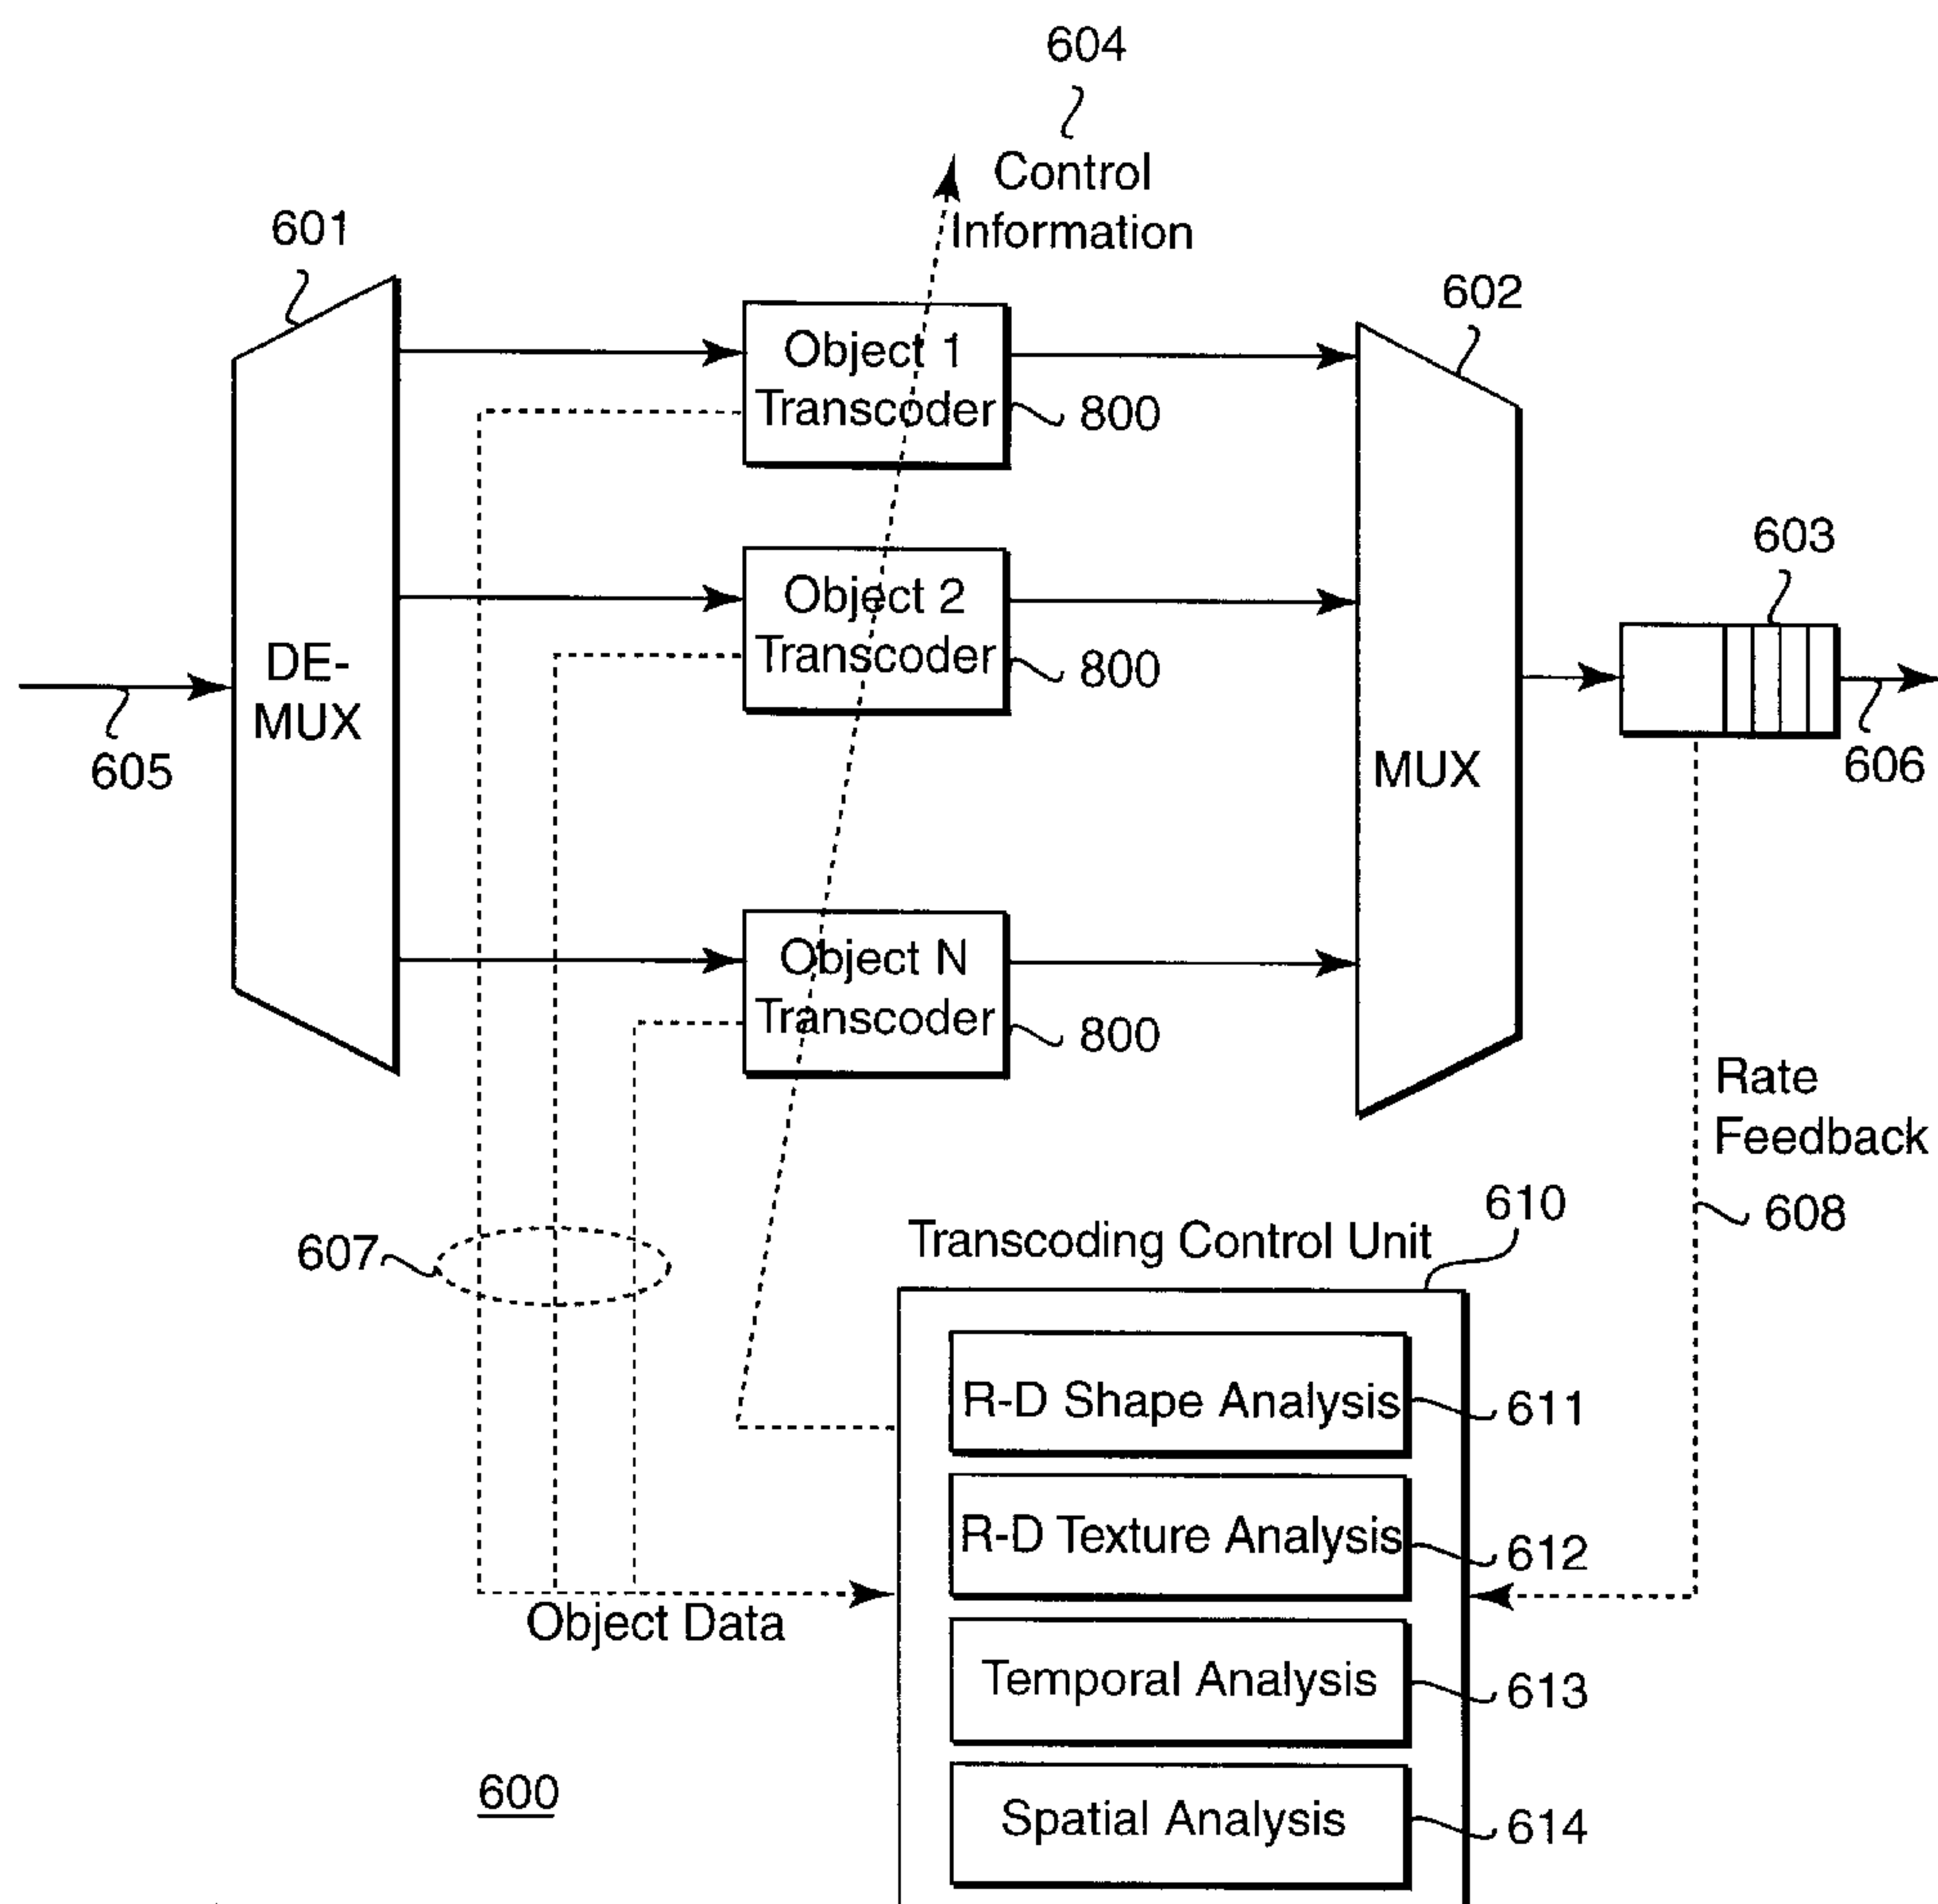 604
Control
Information
601
602
Object 1
Transcoder
800
603
Object 2
Transcoder
800
DE-
MUX
605
MUX
606
Object N
Transcoder
800
Rate
Feedback
608
607
610
Transcoding Control Unit
R-D Shape Analysis
611
R-D Texture Analysis
612
Object Data
Temporal Analysis
613
600
Spatial Analysis
614